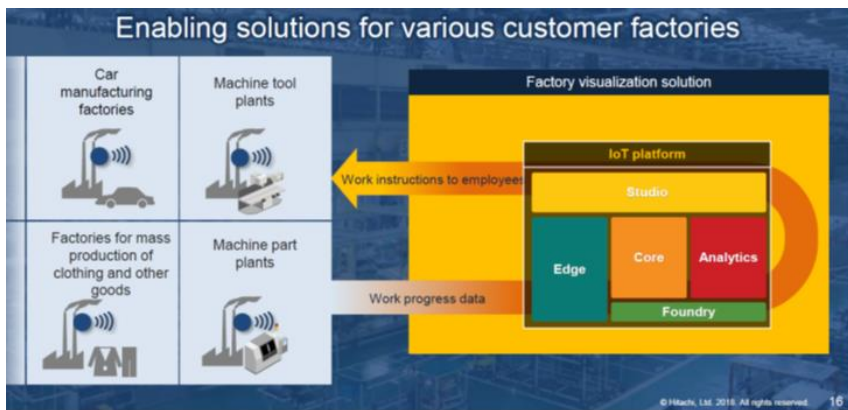 Enabling solutions for various customer factories
Car
manufacturing
factories
Machine tool
plants
Factories for mass
production of
clothing and other
goods
Machine part
plants
Work instructions to employees
Work progress data
Factory visualization solution
IoT platform
Studio
Edge
Core
Analytics
Foundry
© Hitachi, Ltd. 2018. All rights reserved.
16